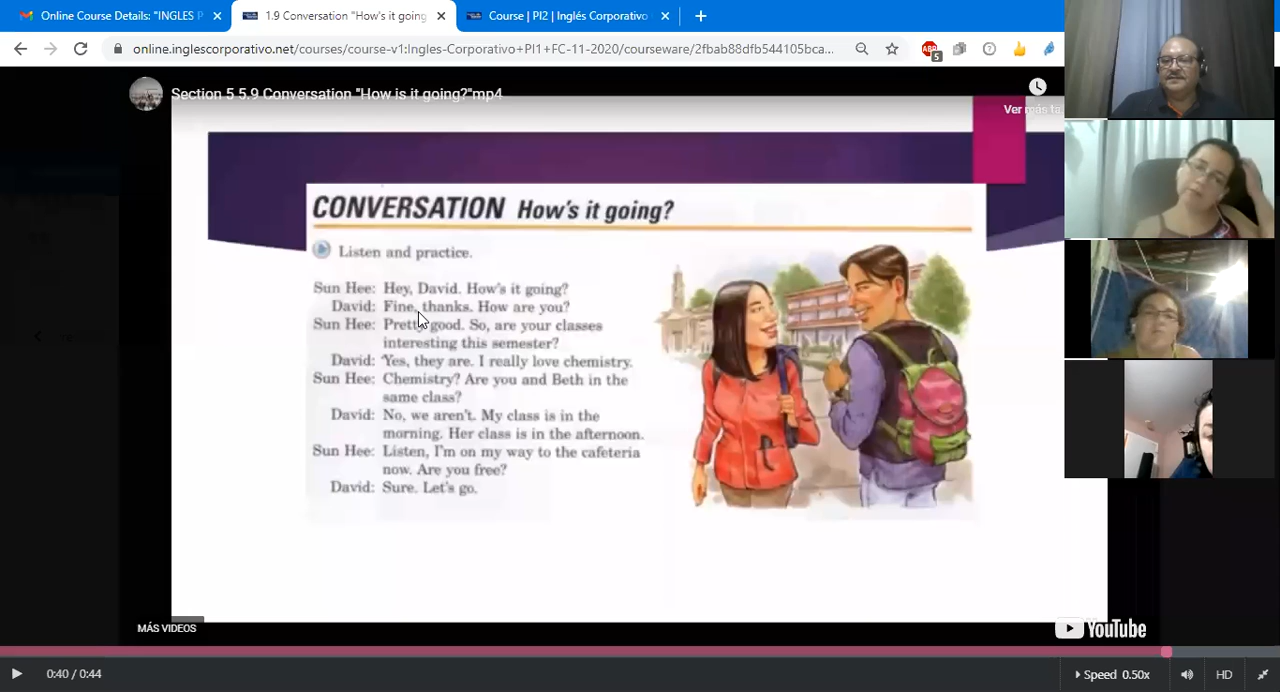 Online Course Details: "INGLES P
1.9 Conversation "How's it going
Course | PI2 | Inglés Corporativo
online.inglescorporativo.net/courses/course-v1:Ingles-Corporativo+PI1+FC-11-2020/courseware/2fbab88dfb544105bca...
ABP
5
Section 5 5.9 Conversation "How is it going?"mp4
CONVERSATION How's it going?
Listen and practice.
Sun Hee: Hey, David. How's it going?
David: Fine, thanks. How are you?
Sun Hee: Pretty good. So, are your classes
interesting this semester?
David: Yes, they are. I really love chemistry.
Sun Hee: Chemistry? Are you and Beth in the
same class?
David: No, we aren't. My class is in the
morning. Her class is in the afternoon.
Sun Hee: Listen, I'm on my way to the cafeteria
now. Are you free?
David: Sure. Let's go.
MÁS VIDEOS
YouTube
0:40 / 0:44
Speed 0.50x
HD